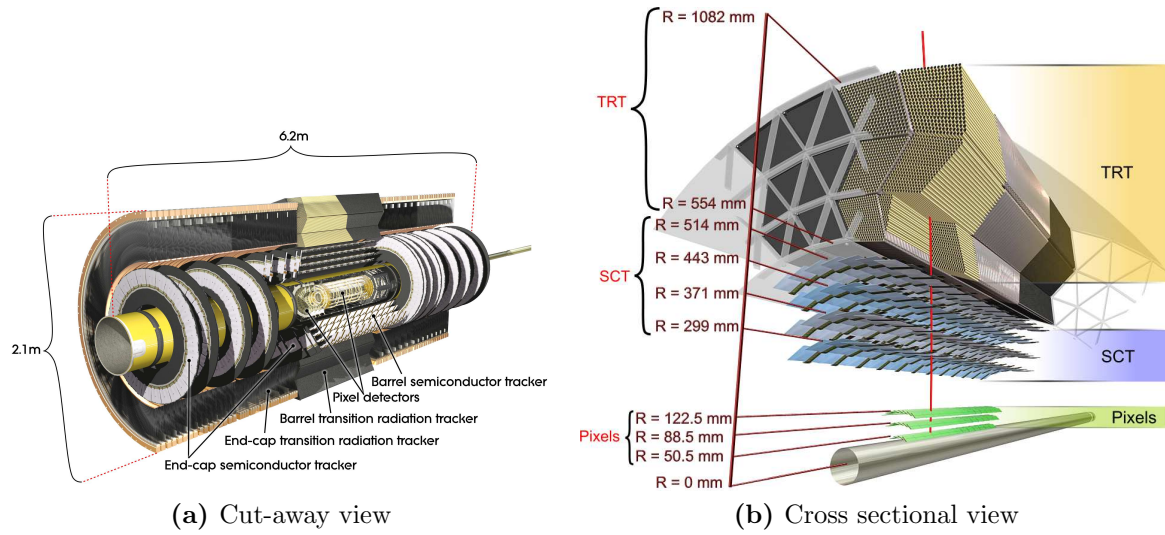 6.2m
2.1m
Barrel semiconductor tracker
Pixel detectors
Barrel transition radiation tracker
End-cap transition radiation tracker
End-cap semiconductor tracker
(a) Cut-away view
R = 1082 mm
TRT
R = 554 mm
R = 514 mm
R = 443 mm
SCT
R = 371 mm
R = 299 mm
R = 122.5 mm
Pixels
R = 88.5 mm
R = 50.5 mm
R = 0 mm
TRT
SCT
Pixels
(b) Cross sectional view